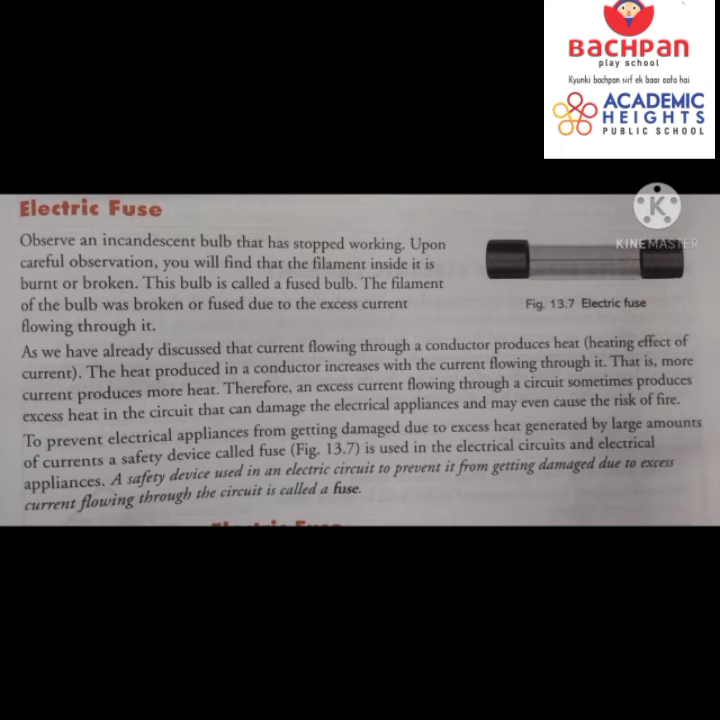 BACHPAN
play school
Kyunki bachpan sirf ek baar aata hai
ACADEMIC
HEIGHTS
PUBLIC SCHOOL
K
KINEMASTER
Electric Fuse
Observe an incandescent bulb that has stopped working. Upon
careful observation, you will find that the filament inside it is
burnt or broken. This bulb is called a fused bulb. The filament
of the bulb was broken or fused due to the excess current
flowing through it.
Fig. 13.7 Electric fuse
As we have already discussed that current flowing through a conductor produces heat (heating effect of
current). The heat produced in a conductor increases with the current flowing through it. That is, more
current produces more heat. Therefore, an excess current flowing through a circuit sometimes produces
excess heat in the circuit that can damage the electrical appliances and may even cause the risk of fire.
To prevent electrical appliances from getting damaged due to excess heat generated by large amounts
of currents a safety device called fuse (Fig. 13.7) is used in the electrical circuits and electrical
appliances. A safety device used in an electric circuit to prevent it from getting damaged due to excess
current flowing through the circuit is called a fuse.
Electric Fuse